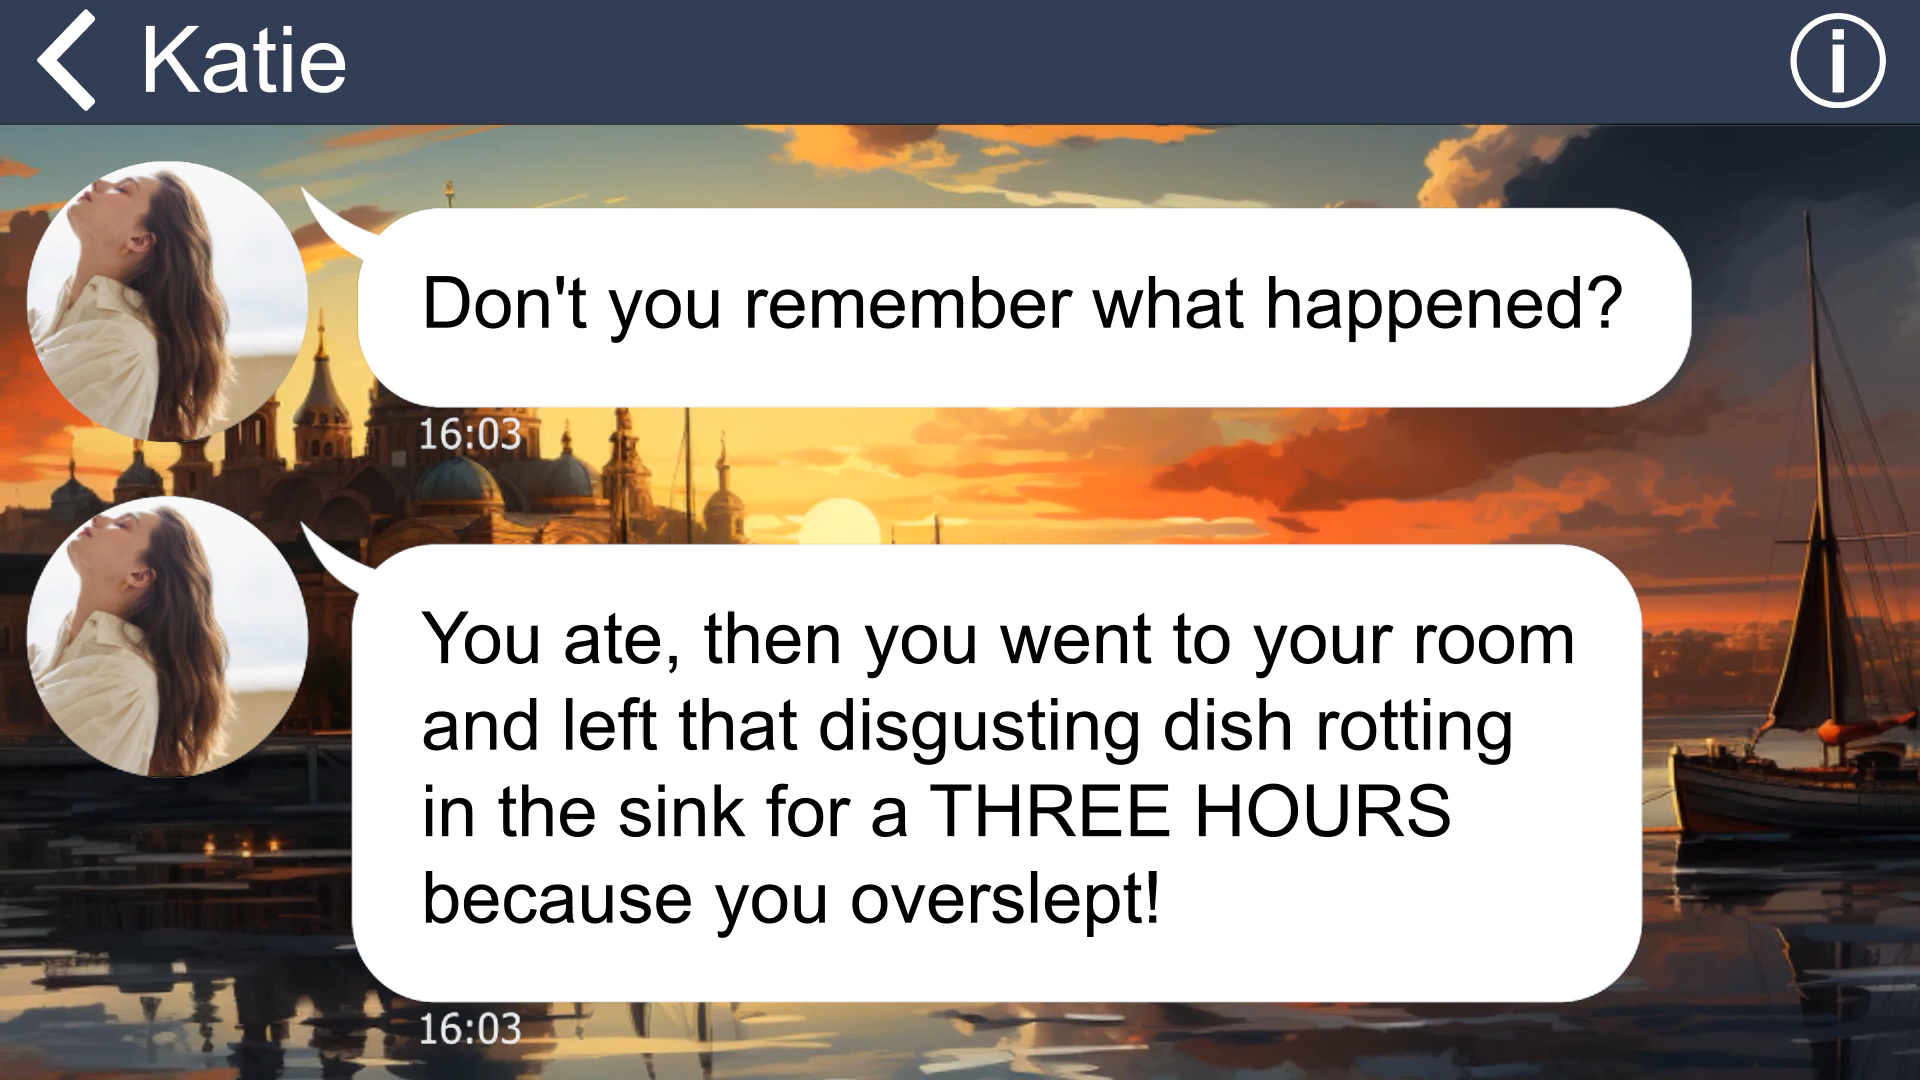 Katie
Don't you remember what happened?
16:03
You ate, then you went to your room
and left that disgusting dish rotting
in the sink for a THREE HOURS
because you overslept!
16:03